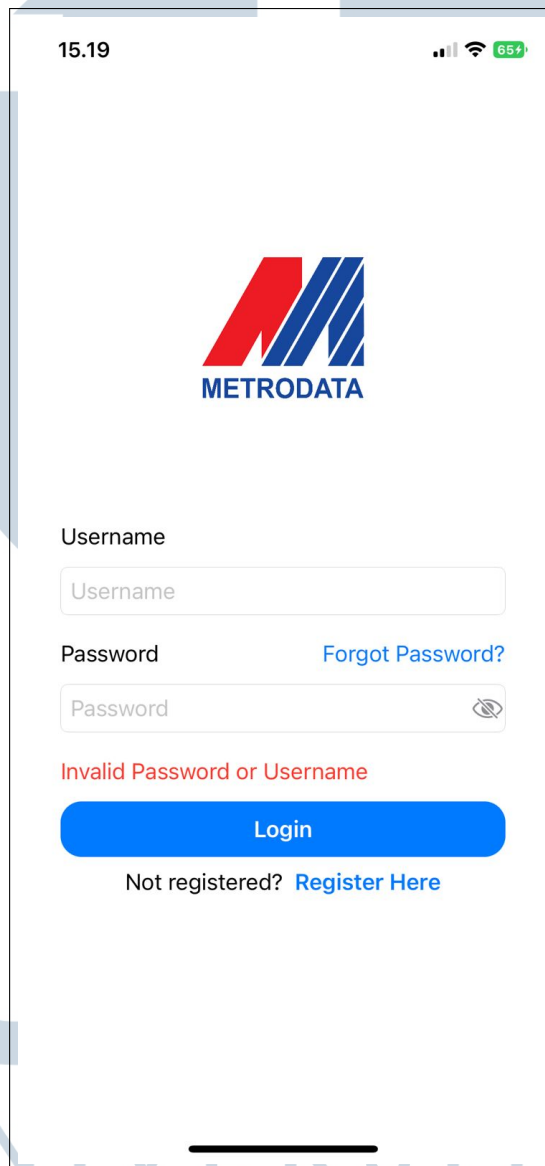 15.19
65
METRODATA
Username
Username
Password Forgot Password?
Password
Invalid Password or Username
Login
Not registered? Register Here